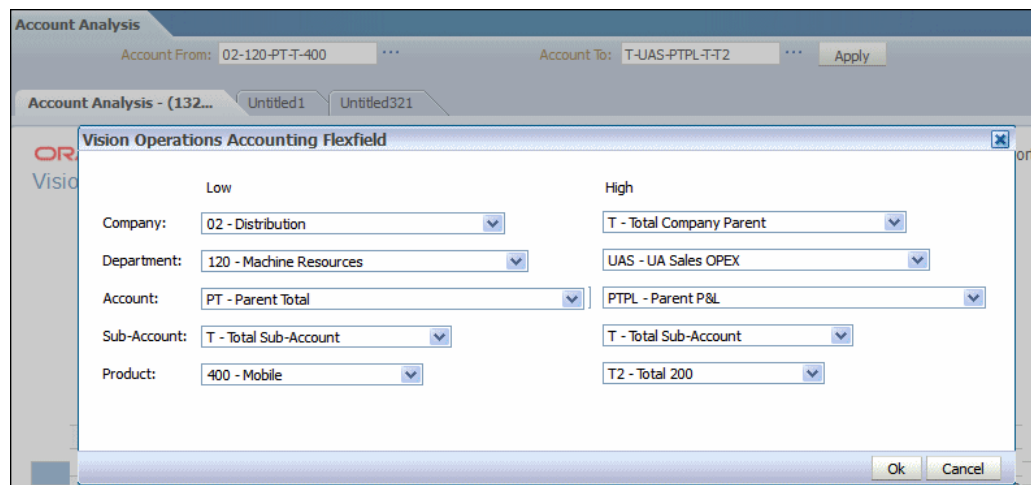 Account Analysis
Account From: 02-120-PT-T-400 ... Account To: T-UAS-PTPL-T-T2 ... Apply
Account Analysis - (132... Untitled1 Untitled321
Vision Operations Accounting Flexfield
Low High
Company: 02 - Distribution T - Total Company Parent
Department: 120 - Machine Resources UAS - UA Sales OPEX
Account: PT - Parent Total ] PTPL - Parent P&L
Sub-Account: T - Total Sub-Account T - Total Sub-Account
Product: 400 - Mobile T2 - Total 200
Ok Cancel